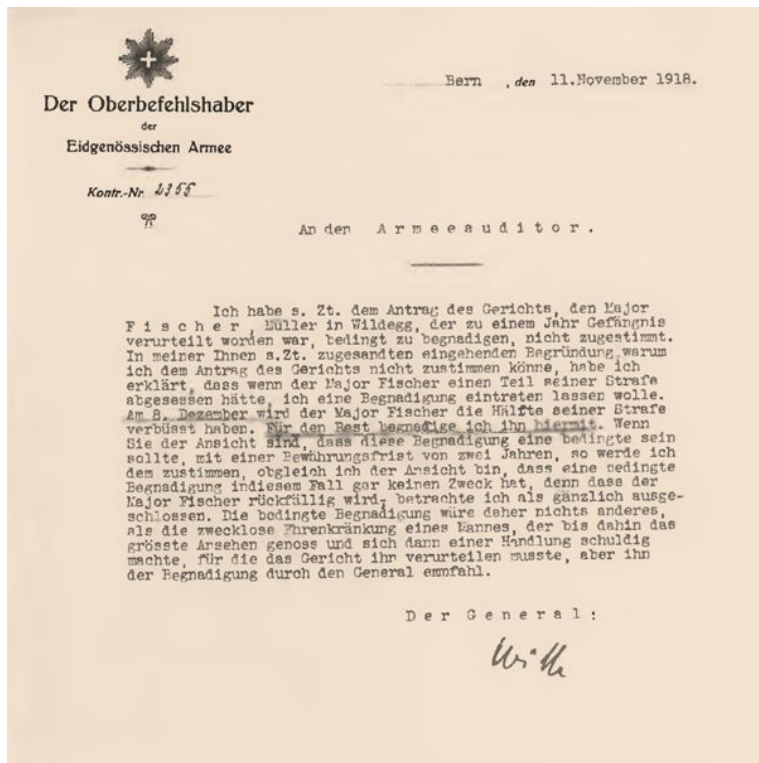 Bern , den 11.November 1918.
Der Oberbefehlshaber
der
Eidgenössischen Armee
Kontr.-Nr. 2355
An den Armeeauditor.
Ich habe s. Zt. dem Antrag des Gerichts, den Major
Fischer, Müller in Wildegg, der zu einem Jahr Gefängnis
verurteilt worden war, bedingt zu begnadigen, nicht zugestimmt.
In meiner Ihnen s.Zt. zugesandten eingehenden Begründung,warum
ich dem Antrag des Gerichts nicht zustimmen könne, habe ich
erklärt, dass wenn der Major Fischer einen Teil seiner Strafe
abgesessen hätte, ich eine Begnadigung eintreten lassen wolle.
Am 8. Dezember wird der Major Fischer die Hälfte seiner Strafe
verbüsst haben. Für den Rest begnadige ich ihn hiermit. Wenn
Sie der Ansicht sind, dass diese Begnadigung eine bedingte sein
sollte, mit einer Bewährungsfrist von zwei Jahren, so werde ich
dem zustimmen, obgleich ich der Ansicht bin, dass eine bedingte
Begnadigung indiesem Fall gar keinen Zweck hat, denn dass der
Major Fischer rückfällig wird, betrachte ich als gänzlich ausge-
schlossen. Die bedingte Begnadigung wäre daher nichts anderes,
als die zwecklose Ehrenkränkung eines Mannes, der bis dahin das
grösste Ansehen genoss und sich dann einer Handlung schuldig
machte, für die das Gericht ihn verurteilen musste, aber ihn
der Begnadigung durch den General empfahl.
Der General:
Wille